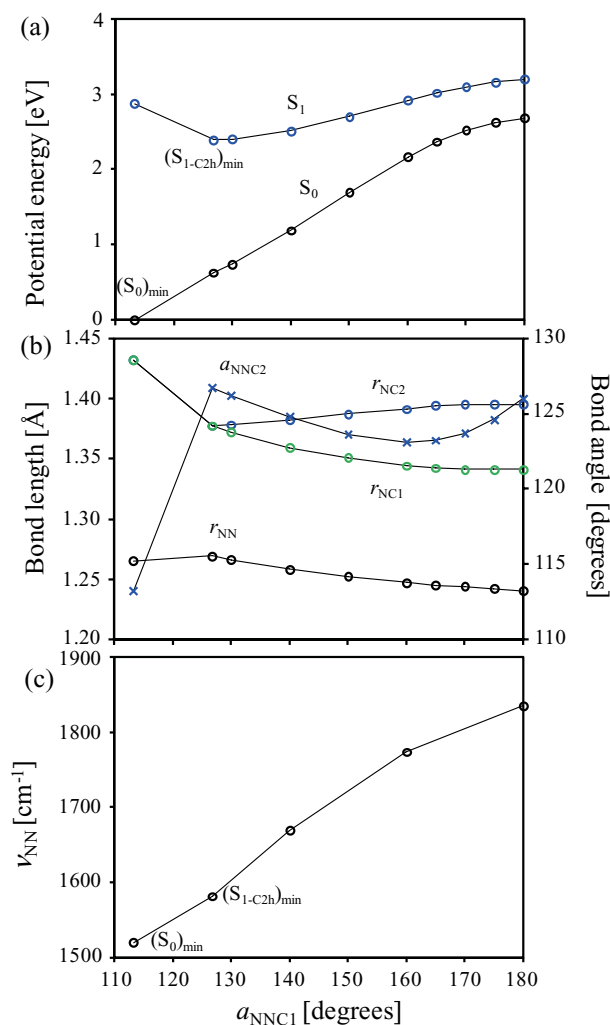 (a)
Potential energy [eV]
4
3
2
1
0
S1
(S1-C2h)min
S0
(S0)min
(b)
Bond length [Å]
1.45
1.40
1.35
1.30
1.25
1.20
aNNC2
rNC2
rNC1
rNN
130
125
120
115
110
Bond angle
[degrees]
(c)
νNN [cm-1]
1900
1800
1700
1600
1500
(S1-C2h)min
(S0)min
110 120 130 140 150 160 170 180
aNNC1 [degrees]